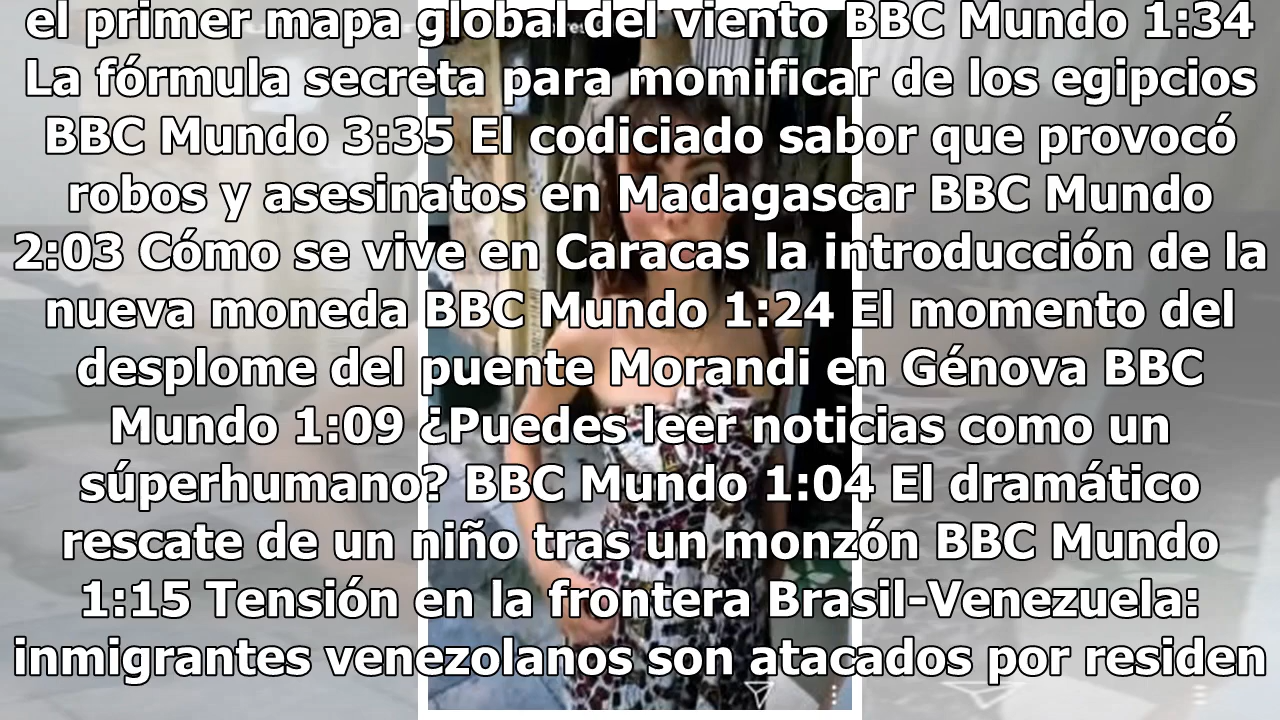 el primer mapa global del viento BBC Mundo 1:34
La fórmula secreta para momificar de los egipcios
BBC Mundo 3:35 El codiciado sabor que provocó
robos y asesinatos en Madagascar BBC Mundo
2:03 Cómo se vive en Caracas la introducción de la
nueva moneda BBC Mundo 1:24 El momento del
desplome del puente Morandi en Génova BBC
Mundo 1:09 ¿Puedes leer noticias como un
súperhumano? BBC Mundo 1:04 El dramático
rescate de un niño tras un monzón BBC Mundo
1:15 Tensión en la frontera Brasil-Venezuela:
inmigrantes venezolanos son atacados por residen